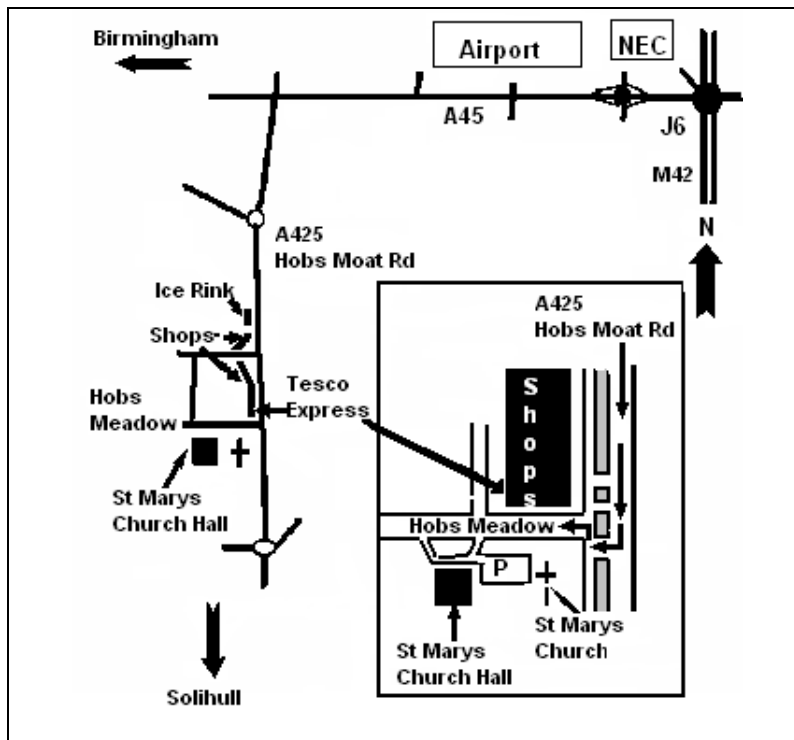 Birmingham
Airport
NEC
A45
J6
M42
N
A425
Hobs Moat Rd
Ice Rink
Shops
Tesco
Express
Hobs
Meadow
St Marys
Church Hall
Solihull
A425
Hobs Moat Rd
Shops
Hobs Meadow
P
St Marys
Church
St Marys
Church Hall